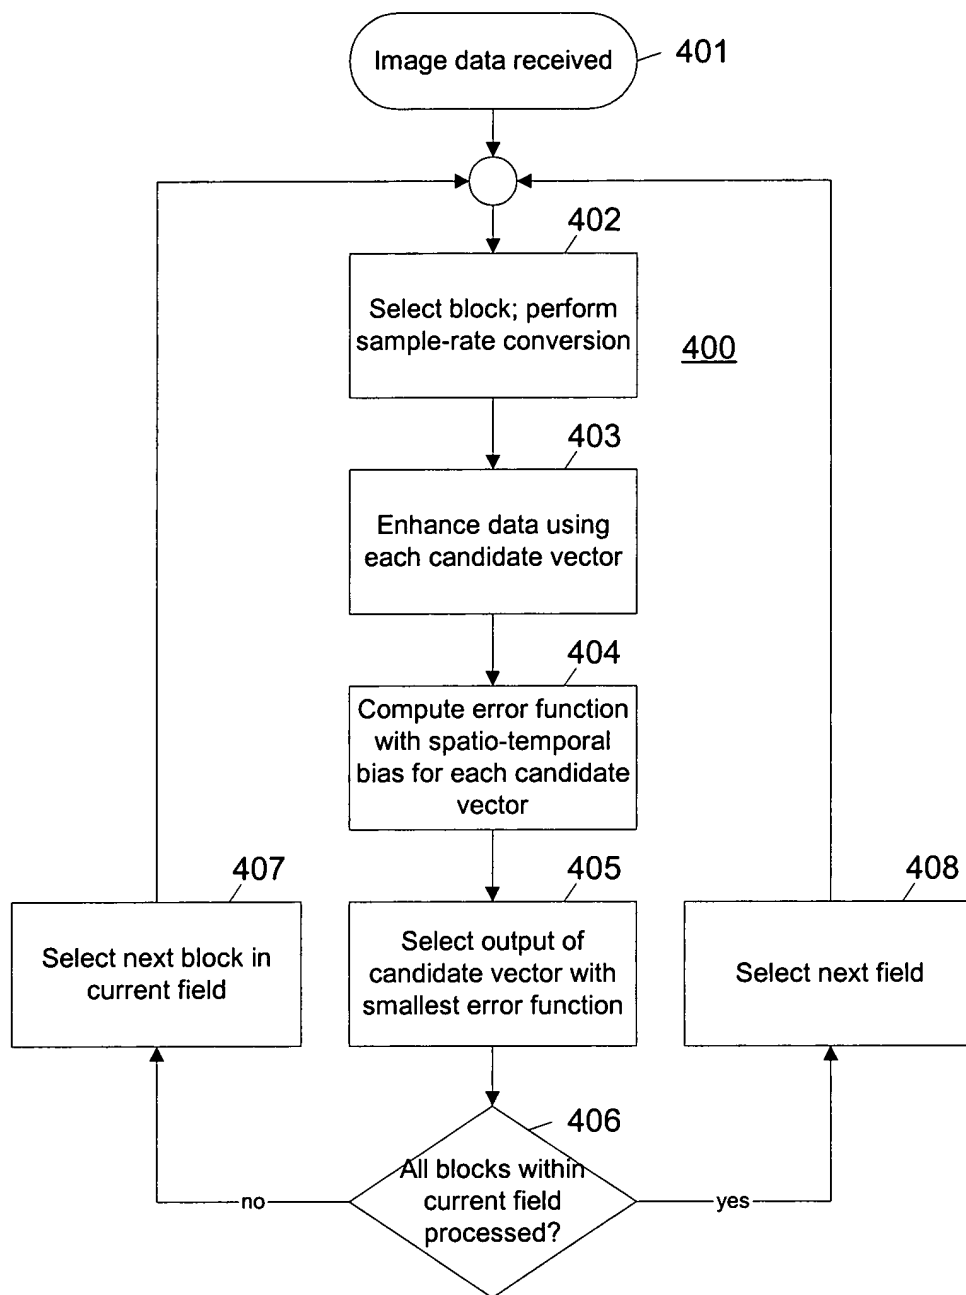 Image data received
401
402
Select block; perform
sample-rate conversion
400
403
Enhance data using
each candidate vector
404
Compute error function
with spatio-temporal
bias for each candidate
vector
407
Select next block in
current field
405
Select output of
candidate vector with
smallest error function
408
Select next field
406
All blocks within
current field
processed?
no
yes